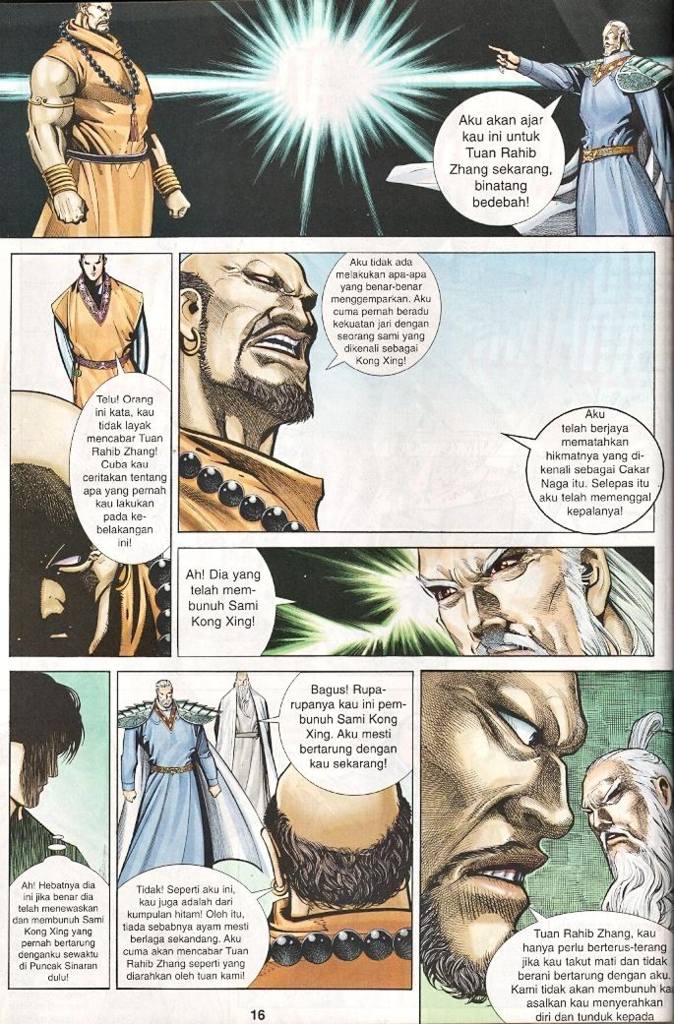 Aku akan ajar
kau ini untuk
Tuan Rahib
Zhang sekarang,
binatang
bedebah!
Telu! Orang
ini kata, kau
tidak layak
mencabar Tuan
Rahib Zhang!
Cuba kau
ceritakan tentang
apa yang pernah
kau lakukan
pada ke-
belakangan
ini!
Aku tidak ada
melakukan apa-apa
yang benar-benar
menggemparkan. Aku
cuma pernah beradu
kekuatan jari dengan
seorang sami yang
dikenali sebagai
Kong Xing!
Aku
telah berjaya
mematahkan
hikmatnya yang di-
kenali sebagai Cakar
Naga itu. Selepas itu
aku telah memenggal
kepalanya!
Ah! Dia yang
telah mem-
bunuh Sami
Kong Xing!
Ah! Hebatnya dia
ini jika benar dia
telah menewaskan
dan membunuh Sami
Kong Xing yang
pernah bertarung
denganku sewaktu
di Puncak Sinaran
dulu!
Bagus! Rupa-
rupanya kau ini pem-
bunuh Sami Kong
Xing. Aku mesti
bertarung dengan
kau sekarang!
Tidak! Seperti aku ini,
kau juga adalah dari
kumpulan hitam! Oleh itu,
tiada sebabnya ayam mesti
berlaga sekandang. Aku
cuma akan mencabar Tuan
Rahib Zhang seperti yang
diarahkan oleh tuan kami!
Tuan Rahib Zhang, kau
hanya perlu berterus-terang
jika kau takut mati dan tidak
berani bertarung dengan aku.
Kami tidak akan membunuh ka
asalkan kau menyerahkan
diri dan tunduk kepada
16